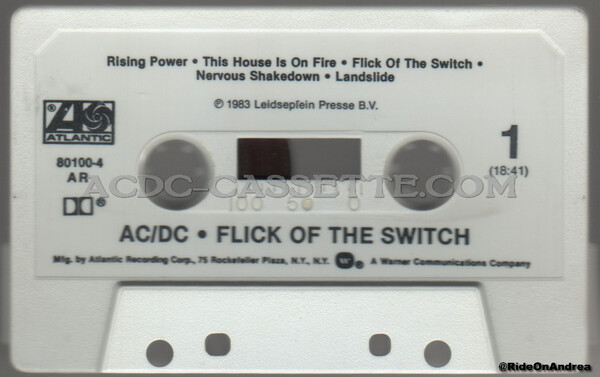 Rising Power • This House Is On Fire • Flick Of The Switch •
Nervous Shakedown • Landslide
℗ 1983 Leidseplein Presse B.V.
®
ATLANTIC
80100-4
AR
1
(18:41)
ACDC-CASSETTE.COM
®
100 50 0
AC/DC • FLICK OF THE SWITCH
Mfg. by Atlantic Recording Corp., 75 Rockefeller Plaza, N.Y., N.Y. ® A Warner Communications Company
@RideOnAndrea